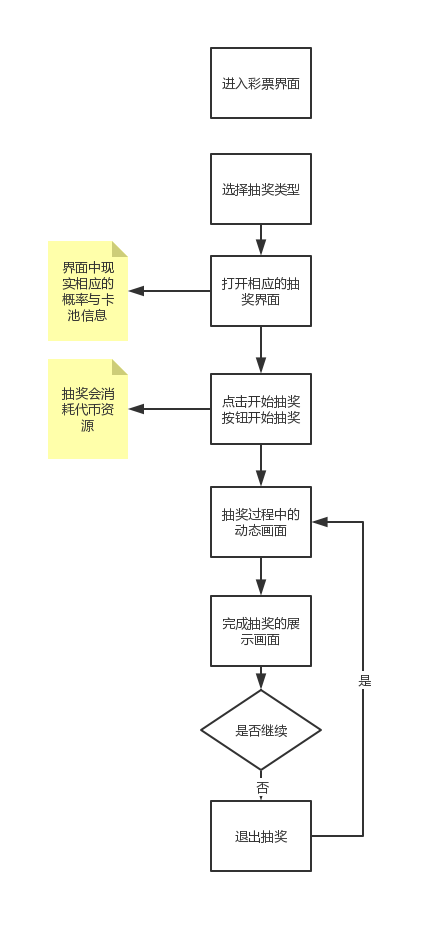 进入彩票界面
选择抽奖类型
界面中现
实相应的
概率与卡
池信息
打开相应的抽
奖界面
抽奖会消
耗代币资
源
点击开始抽奖
按钮开始抽奖
抽奖过程中的
动态画面
完成抽奖的展
示画面
是
是否继续
否
退出抽奖